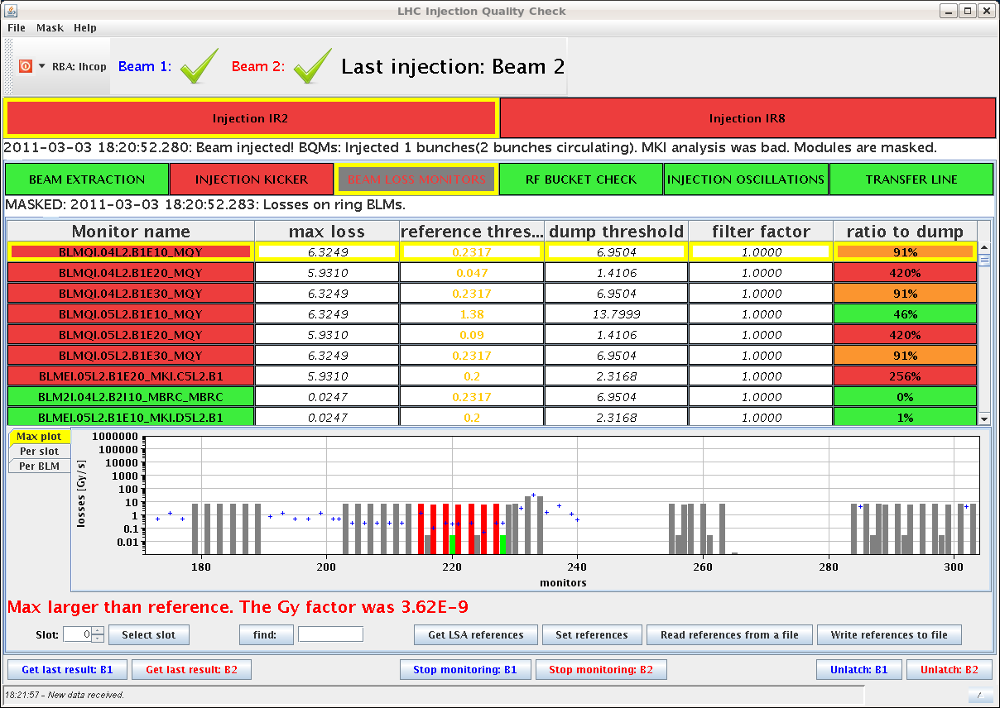 LHC Injection Quality Check
File Mask Help
RBA: lhcop Beam 1: Beam 2: Last injection: Beam 2
Injection IR2 Injection IR8
2011-03-03 18:20:52.280: Beam injected! BQMs: Injected 1 bunches(2 bunches circulating). MKI analysis was bad. Modules are masked.
BEAM EXTRACTION INJECTION KICKER BEAM LOSS MONITORS RF BUCKET CHECK INJECTION OSCILLATIONS TRANSFER LINE
MASKED: 2011-03-03 18:20:52.283: Losses on ring BLMs.
Monitor name max loss reference thres... dump threshold filter factor ratio to dump
BLMQI.04L2.B1E10_MQY 6.3249 0.2317 6.9504 1.0000 91%
BLMQI.04L2.B1E20_MQY 5.9310 0.047 1.4106 1.0000 420%
BLMQI.04L2.B1E30_MQY 6.3249 0.2317 6.9504 1.0000 91%
BLMQI.05L2.B1E10_MQY 6.3249 1.38 13.7999 1.0000 46%
BLMQI.05L2.B1E20_MQY 5.9310 0.09 1.4106 1.0000 420%
BLMQI.05L2.B1E30_MQY 6.3249 0.2317 6.9504 1.0000 91%
BLMEI.05L2.B1E20_MKI.C5L2.B1 5.9310 0.2 2.3168 1.0000 256%
BLM2I.04L2.B2I10_MBRC_MBRC 0.0247 0.2317 6.9504 1.0000 0%
BLMEI.05L2.B1E10_MKI.D5L2.B1 0.0247 0.2 2.3168 1.0000 1%
Max plot
Per slot
Per BLM
losses [Gy/s]
1000000
100000
10000
1000
100
10
1
0.1
0.01
180 200 220 240 260 280 300
monitors
Max larger than reference. The Gy factor was 3.62E-9
Slot: 0 Select slot find: Get LSA references Set references Read references from a file Write references to file
Get last result: B1 Get last result: B2 Stop monitoring: B1 Stop monitoring: B2 Unlatch: B1 Unlatch: B2
18:21:57 - New data received.